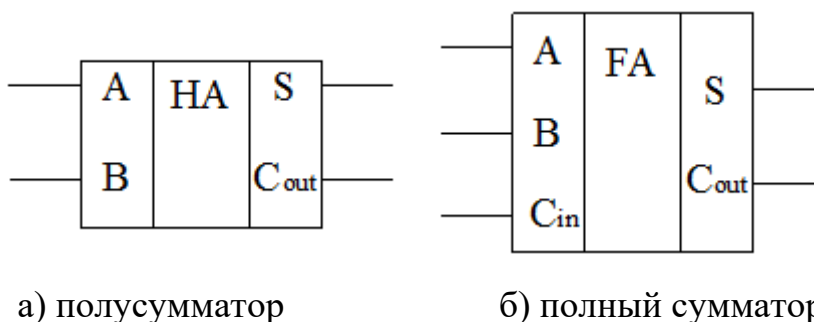 A HA S
B Cout
A FA
S
B
Cout
Cin
а) полусумматор
б) полный сумматор